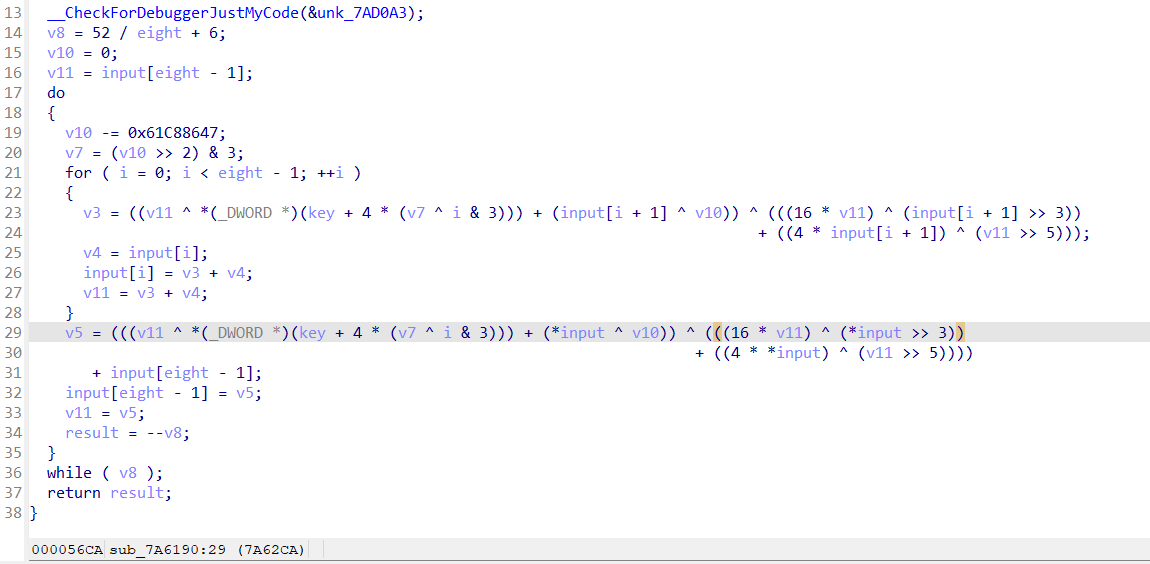 13 __CheckForDebuggerJustMyCode(&unk_7AD0A3);
14 v8 = 52 / eight + 6;
15 v10 = 0;
16 v11 = input[eight - 1];
17 do
18 {
19 v10 -= 0x61C88647;
20 v7 = (v10 >> 2) & 3;
21 for ( i = 0; i < eight - 1; ++i )
22 {
23 v3 = ((v11 ^ *(_DWORD *)(key + 4 * (v7 ^ i & 3))) + (input[i + 1] ^ v10)) ^ (((16 * v11) ^ (input[i + 1] >> 3))
24 + ((4 * input[i + 1]) ^ (v11 >> 5)));
25 v4 = input[i];
26 input[i] = v3 + v4;
27 v11 = v3 + v4;
28 }
29 v5 = (((v11 ^ *(_DWORD *)(key + 4 * (v7 ^ i & 3))) + (*input ^ v10)) ^ (((16 * v11) ^ (*input >> 3))
30 + ((4 * *input) ^ (v11 >> 5))))
31 + input[eight - 1];
32 input[eight - 1] = v5;
33 v11 = v5;
34 result = --v8;
35 }
36 while ( v8 );
37 return result;
38 }
000056CA sub_7A6190:29 (7A62CA)